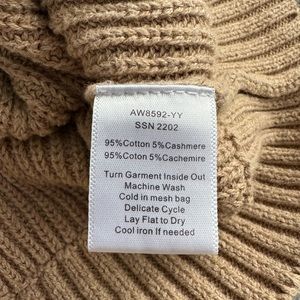 AW8592-YY
SSN 2202
95%Cotton 5%Cashmere
95%Cotton 5%Cachemire
Turn Garment Inside Out
Machine Wash
Cold in mesh bag
Delicate Cycle
Lay Flat to Dry
Cool iron If needed